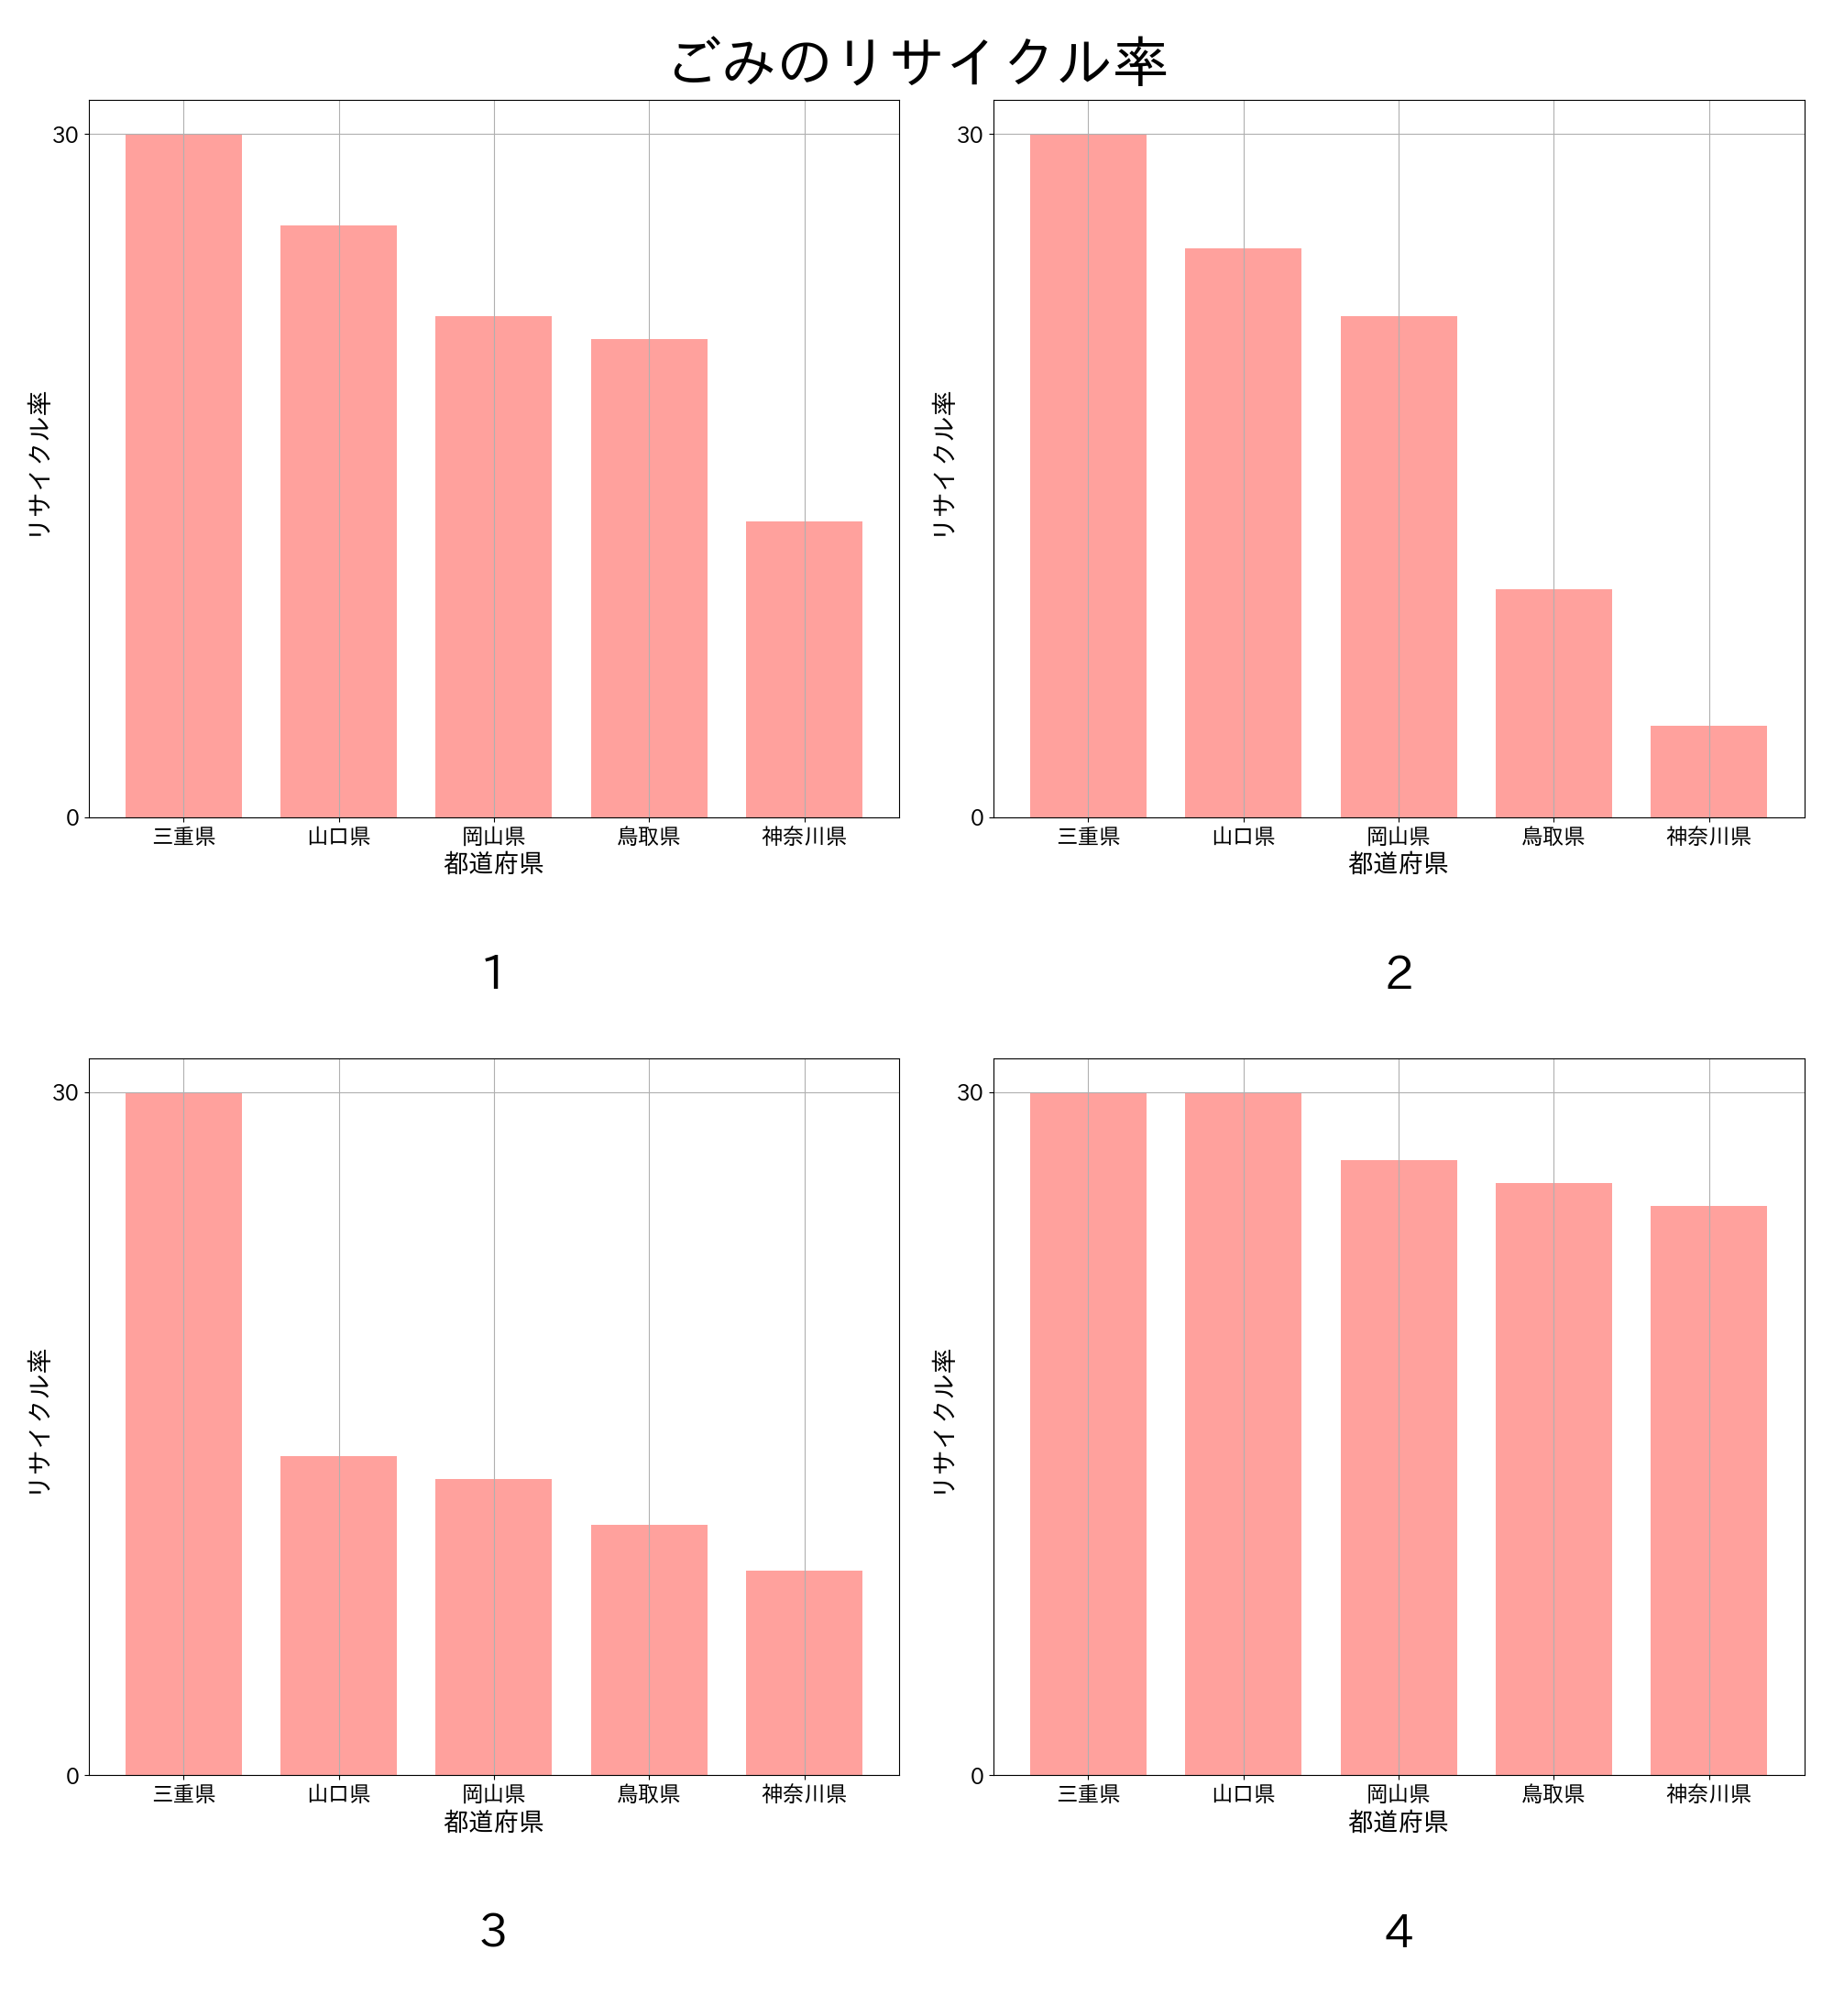 ごみのリサイクル率
30
0
リサイクル率
三重県 山口県 岡山県 鳥取県 神奈川県
都道府県
1
30
0
リサイクル率
三重県 山口県 岡山県 鳥取県 神奈川県
都道府県
2
30
0
リサイクル率
三重県 山口県 岡山県 鳥取県 神奈川県
都道府県
3
30
0
リサイクル率
三重県 山口県 岡山県 鳥取県 神奈川県
都道府県
4